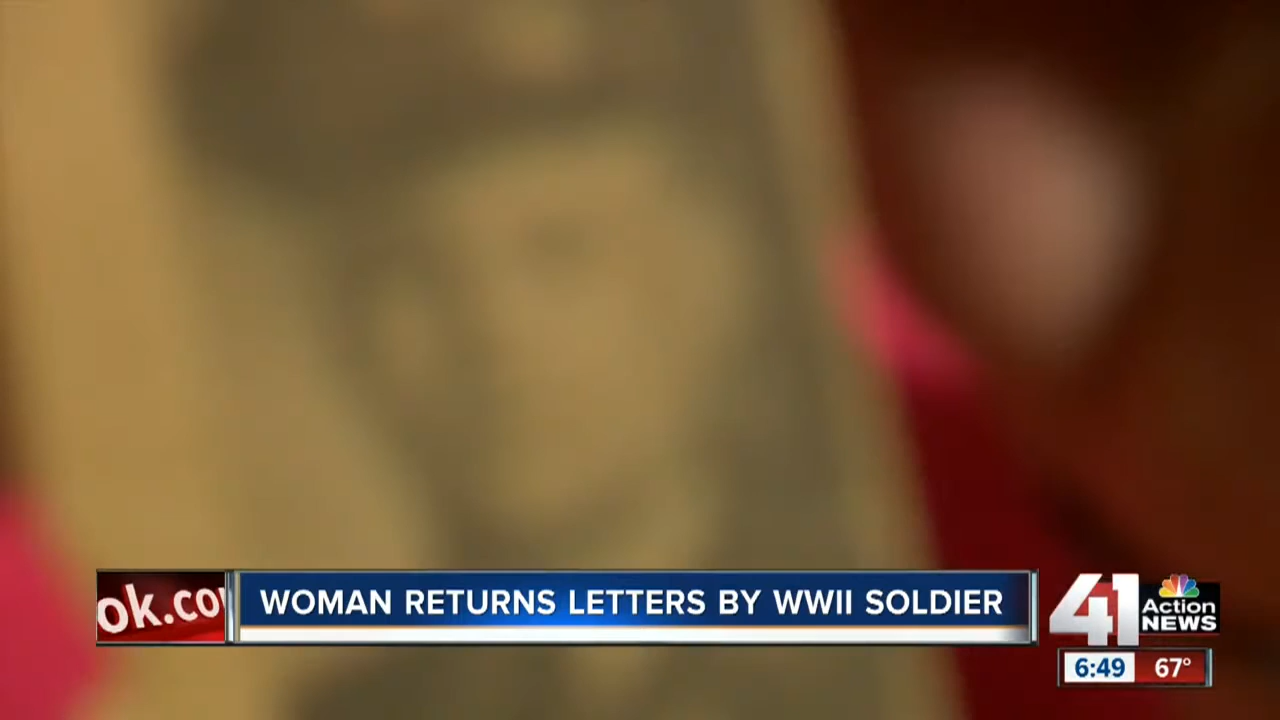 ok.co
WOMAN RETURNS LETTERS BY WWII SOLDIER
41 Action
NEWS
6:49 67°